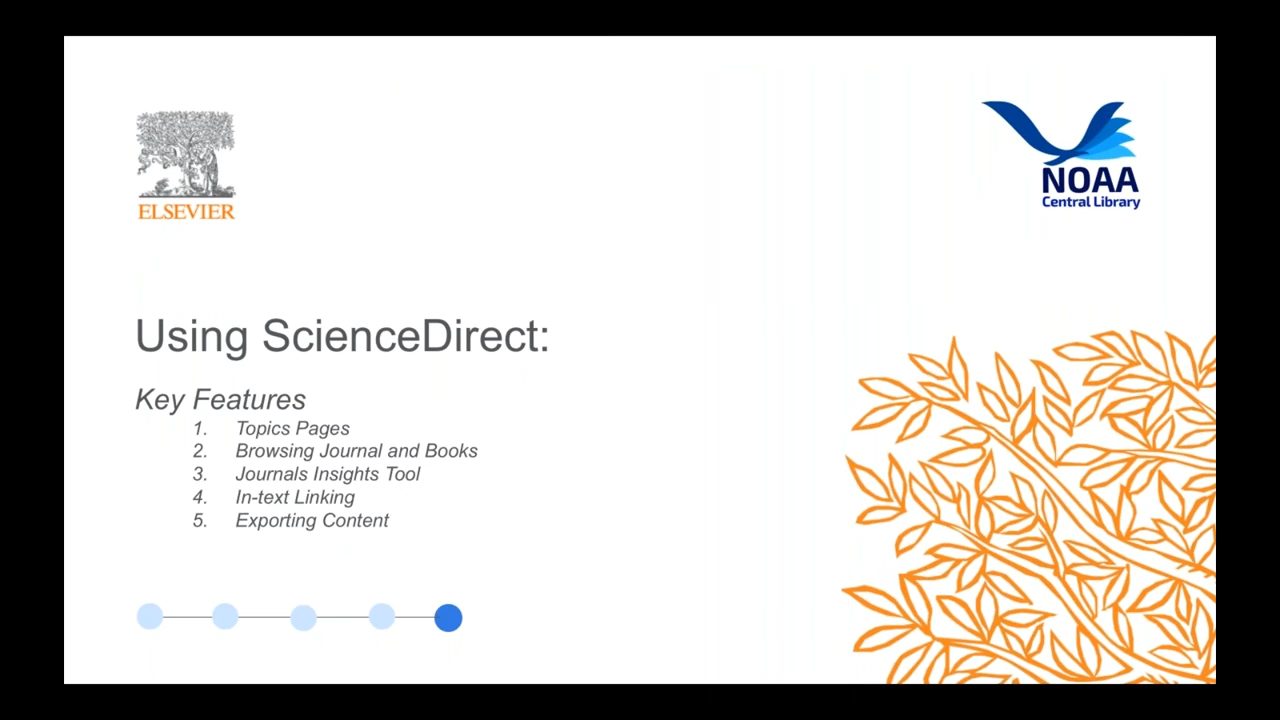 ELSEVIER
NOAA
Central Library
Using ScienceDirect:
Key Features
1. Topics Pages
2. Browsing Journal and Books
3. Journals Insights Tool
4. In-text Linking
5. Exporting Content